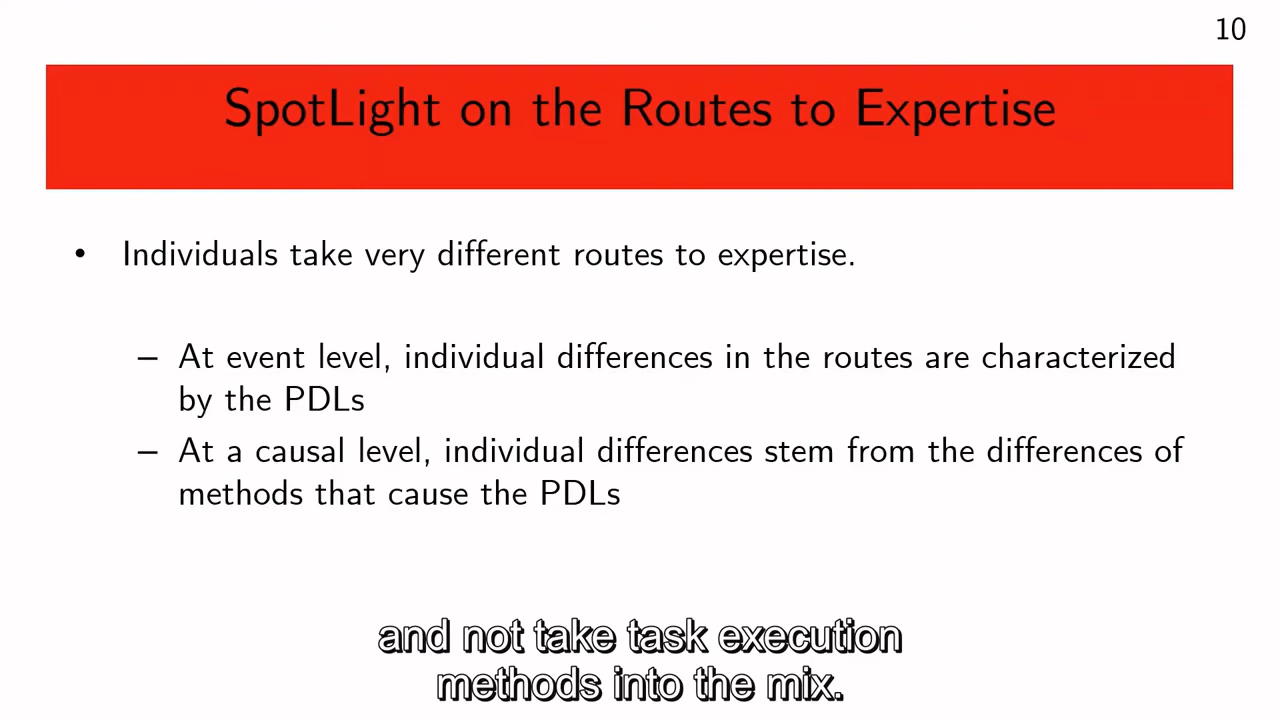 10
SpotLight on the Routes to Expertise
• Individuals take very different routes to expertise.
– At event level, individual differences in the routes are characterized
by the PDLs
– At a causal level, individual differences stem from the differences of
methods that cause the PDLs
and not take task execution
methods into the mix.